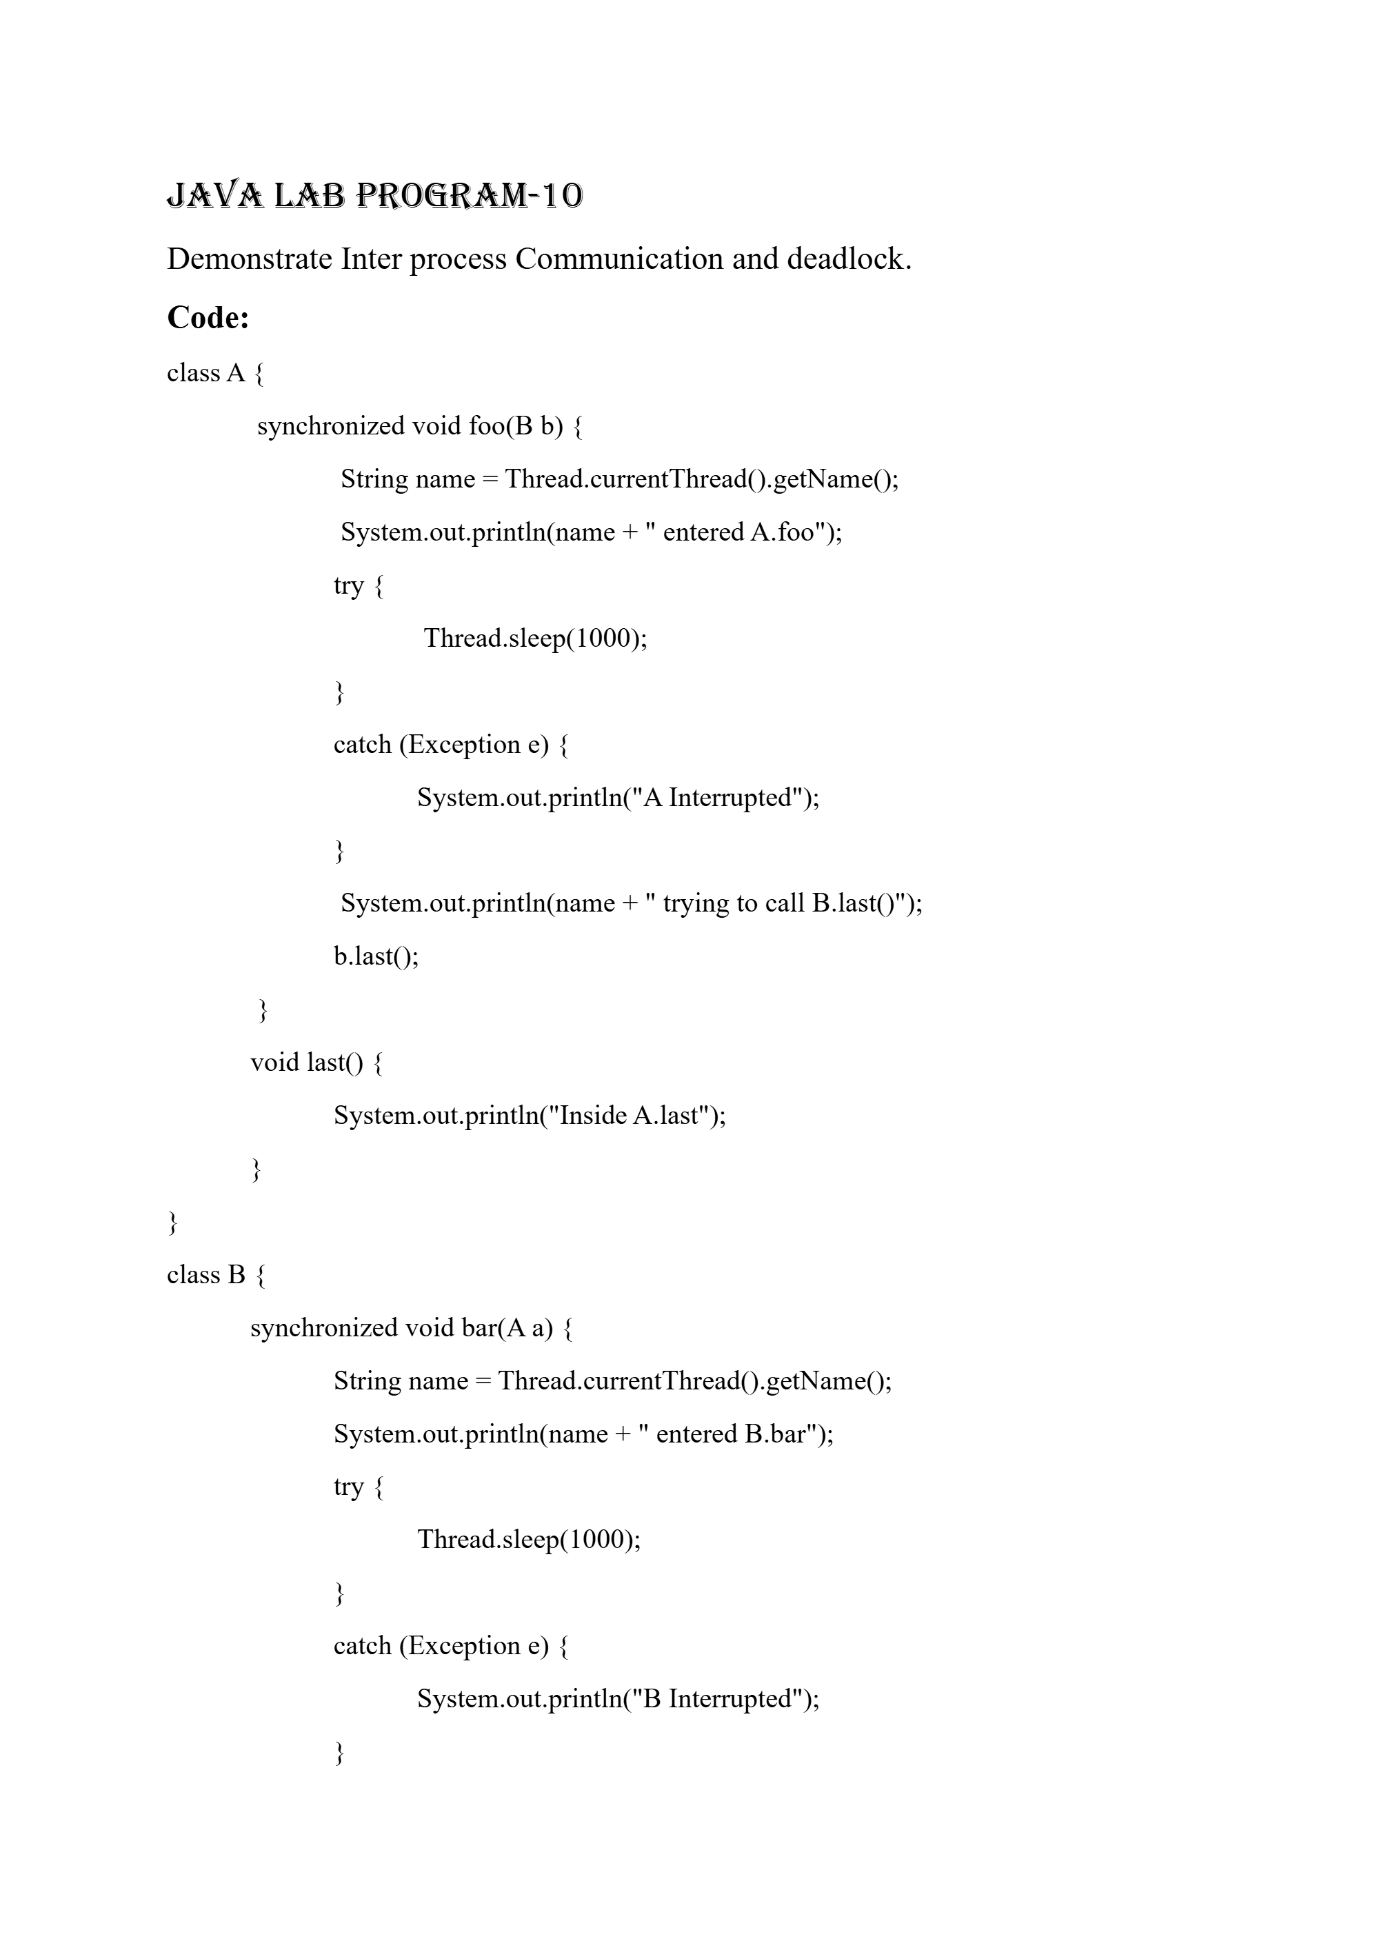 JAVA LAB PROGRAM-10
Demonstrate Inter process Communication and deadlock.
Code:
class A {
synchronized void foo(B b) {
String name = Thread.currentThread().getName();
System.out.println(name + " entered A.foo");
try {
Thread.sleep(1000);
}
catch (Exception e) {
System.out.println("A Interrupted");
}
System.out.println(name + " trying to call B.last()");
b.last();
}
void last() {
System.out.println("Inside A.last");
}
}
class B {
synchronized void bar(A a) {
String name = Thread.currentThread().getName();
System.out.println(name + " entered B.bar");
try {
Thread.sleep(1000);
}
catch (Exception e) {
System.out.println("B Interrupted");
}